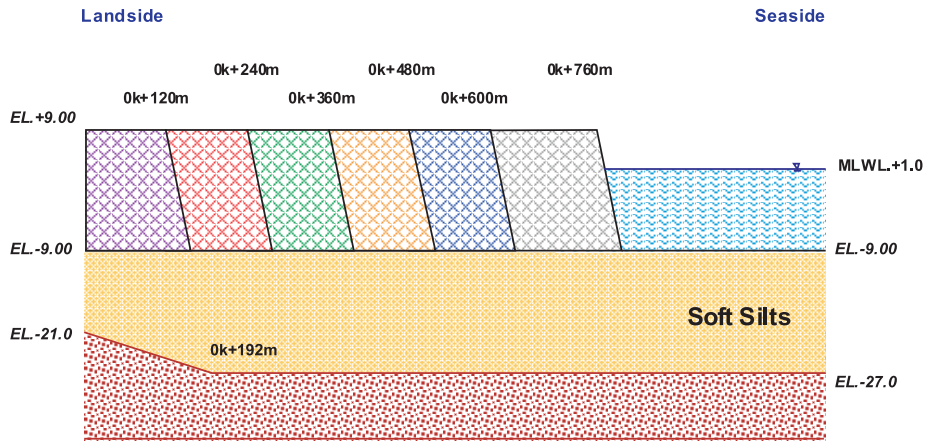 Landside
Seaside
0k+240m
0k+480m
0k+760m
0k+120m
0k+360m
0k+600m
EL.+9.00
MLWL.+1.0
EL.-9.00
EL.-9.00
Soft Silts
EL.-21.0
0k+192m
EL.-27.0